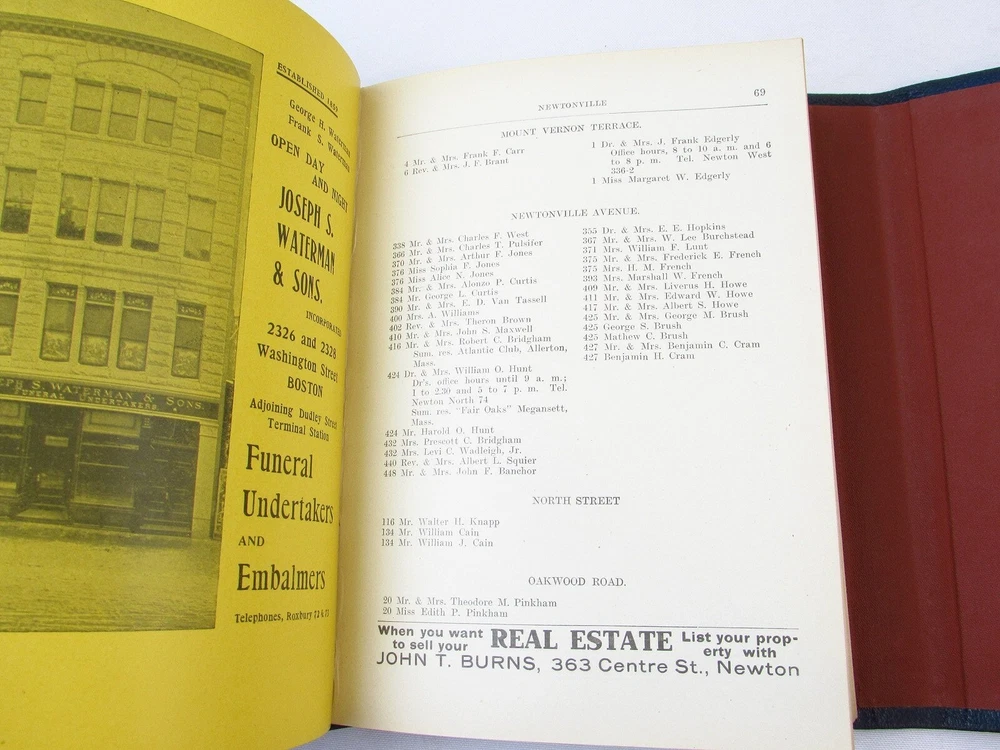 EPH S. WATERMAN & SONS.
FUNERAL UNDERTAKERS
ESTABLISHED 1859
George H. Waterman
Frank S. Waterman
OPEN DAY
AND NIGHT
JOSEPH S.
WATERMAN
& SONS.
INCORPORATED
2326 and 2328
Washington Street
BOSTON
Adjoining Dudley Street
Terminal Station
Funeral
Undertakers
AND
Embalmers
Telephones, Roxbury 72 & 73
NEWTONVILLE
69
MOUNT VERNON TERRACE.
4 Mr. & Mrs. Frank F. Carr
6 Rev. & Mrs. J. F. Brant
1 Dr. & Mrs. J. Frank Edgerly
Office hours, 8 to 10 a. m. and 6
to 8 p. m. Tel. Newton West
336-2
1 Miss Margaret W. Edgerly
NEWTONVILLE AVENUE.
338 Mr. & Mrs. Charles F. West
366 Mr. & Mrs. Charles T. Pulsifer
370 Mr. & Mrs. Arthur F. Jones
376 Miss Sophia F. Jones
376 Miss Alice N. Jones
384 Mr. & Mrs. Alonzo P. Curtis
384 Mr. George L. Curtis
390 Mr. & Mrs. E. D. Van Tassell
400 Mrs. A. Williams
402 Rev. & Mrs. Theron Brown
410 Mr. & Mrs. John S. Maxwell
416 Mr. & Mrs. Robert C. Bridgham
Sum. res. Atlantic Club, Allerton,
Mass.
424 Dr. & Mrs. William O. Hunt
Dr's. office hours until 9 a. m.;
1 to 2.30 and 5 to 7 p. m. Tel.
Newton North 74
Sum. res. "Fair Oaks" Megansett,
Mass.
424 Mr. Harold O. Hunt
432 Mrs. Prescott C. Bridgham
432 Mrs. Levi C. Wadleigh, Jr.
440 Rev. & Mrs. Albert L. Squier
448 Mr. & Mrs. John F. Banchor
355 Dr. & Mrs. E. E. Hopkins
367 Mr. & Mrs. W. Lee Burchstead
371 Mrs. William F. Lunt
375 Mr. & Mrs. Frederick E. French
375 Mrs. H. M. French
393 Mrs. Marshall W. French
409 Mr. & Mrs. Liverus H. Howe
411 Mr. & Mrs. Edward W. Howe
417 Mr. & Mrs. Albert S. Howe
425 Mr. & Mrs. George M. Brush
425 George S. Brush
425 Mathew C. Brush
427 Mr. & Mrs. Benjamin C. Cram
427 Benjamin H. Cram
NORTH STREET
116 Mr. Walter H. Knapp
134 Mr. William Cain
134 Mr. William J. Cain
OAKWOOD ROAD.
20 Mr. & Mrs. Theodore M. Pinkham
20 Miss Edith P. Pinkham
When you want to sell your REAL ESTATE List your property with
JOHN T. BURNS, 363 Centre St., Newton